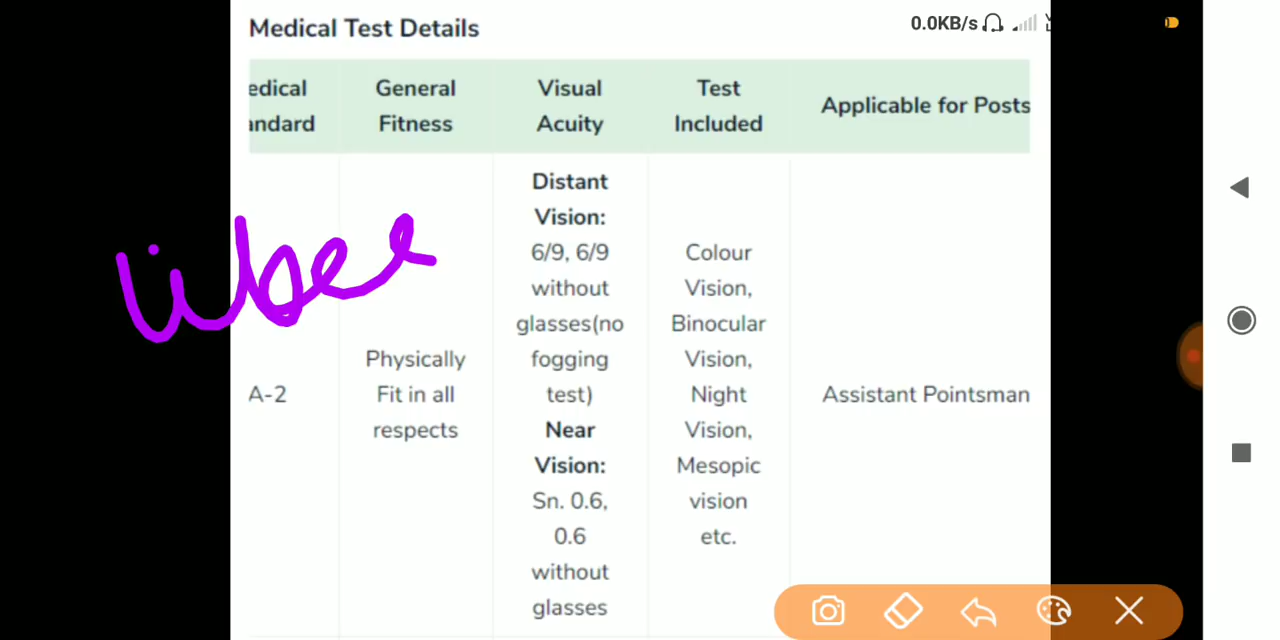 Medical Test Details
0.0KB/s
edical
andard
General
Fitness
Visual
Acuity
Test
Included
Applicable for Posts
A-2
Physically
Fit in all
respects
Distant
Vision:
6/9, 6/9
without
glasses(no
fogging
test)
Near
Vision:
Sn. 0.6,
0.6
without
glasses
Colour
Vision,
Binocular
Vision,
Night
Vision,
Mesopic
vision
etc.
Assistant Pointsman